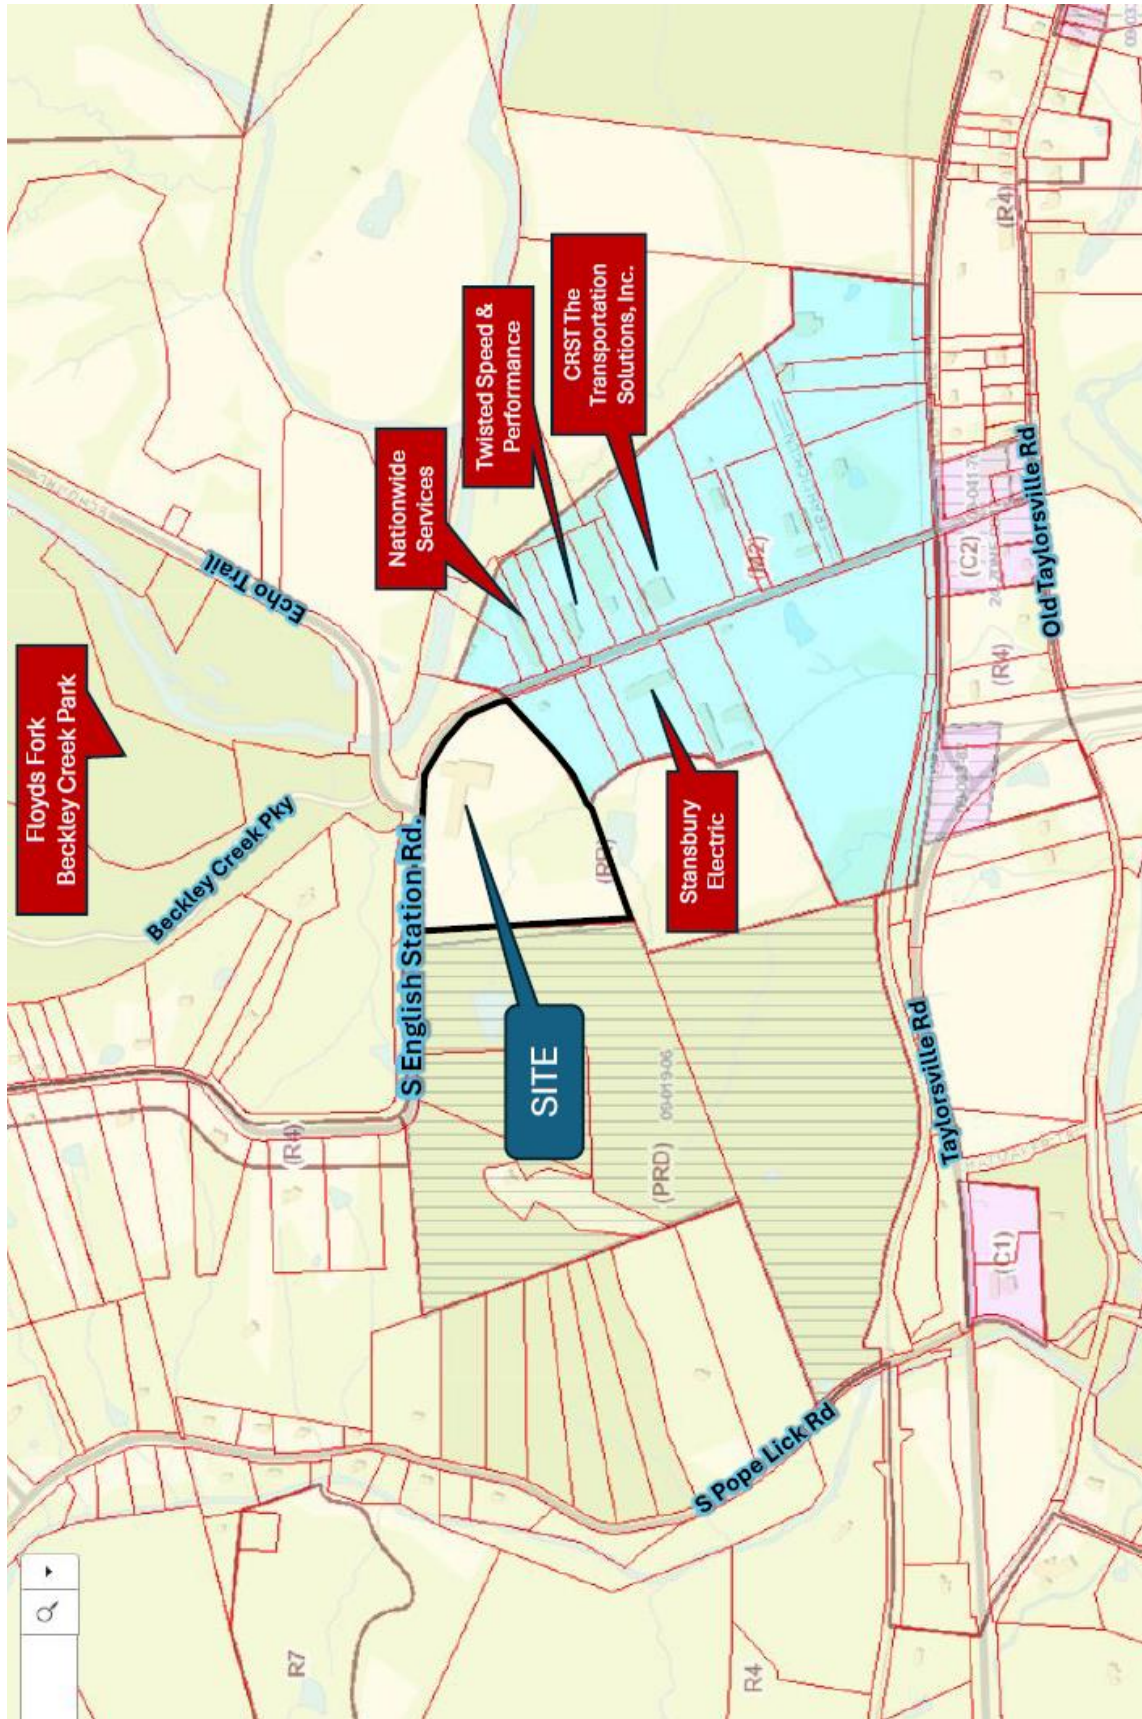 Floyds Fork
Beckley Creek Park
Echo Trail
Beckley Creek Pky
S English Station Rd.
Nationwide
Services
Twisted Speed &
Performance
CRST The
Transportation
Solutions, Inc.
Stansbury
Electric
SITE
S Pope Lick Rd
Taylorsville Rd
Old Taylorsville Rd
R7
R4
(R4)
(PRD)
09-019-06
(C1)
(C2)
(R4)
(R4)